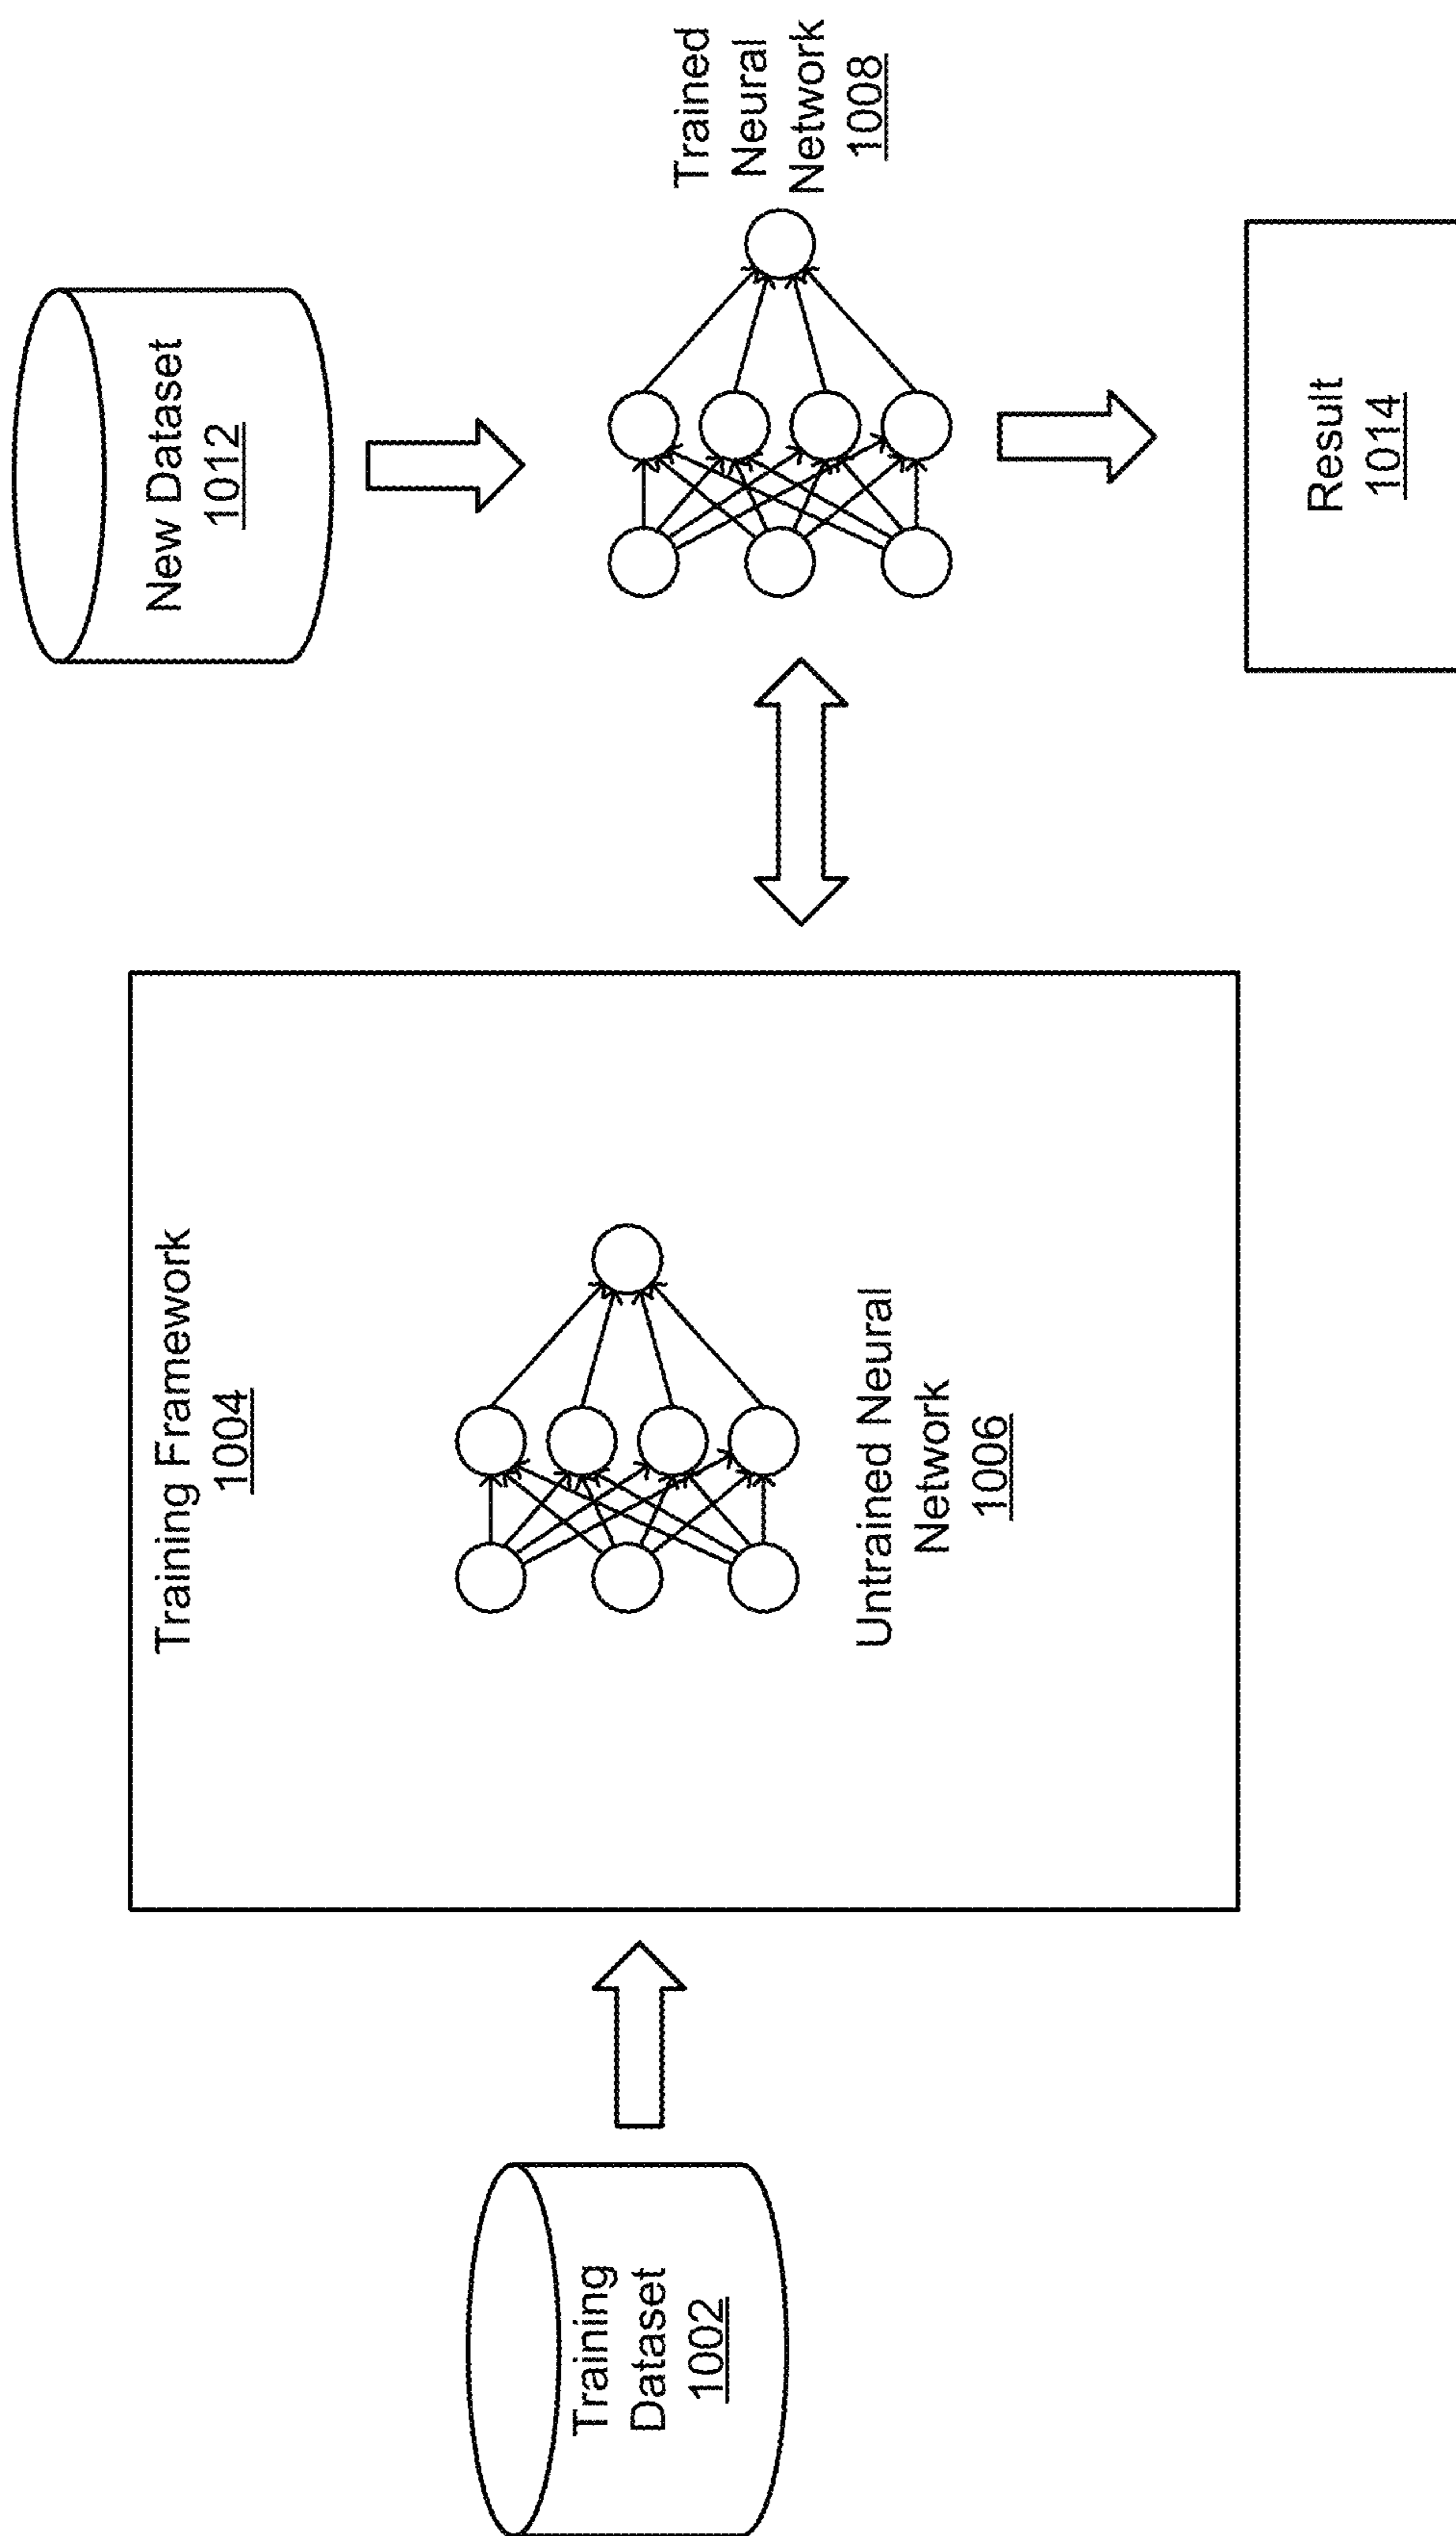 Training
Dataset
1002
Training Framework
1004
Untrained Neural
Network
1006
New Dataset
1012
Trained
Neural
Network
1008
Result
1014